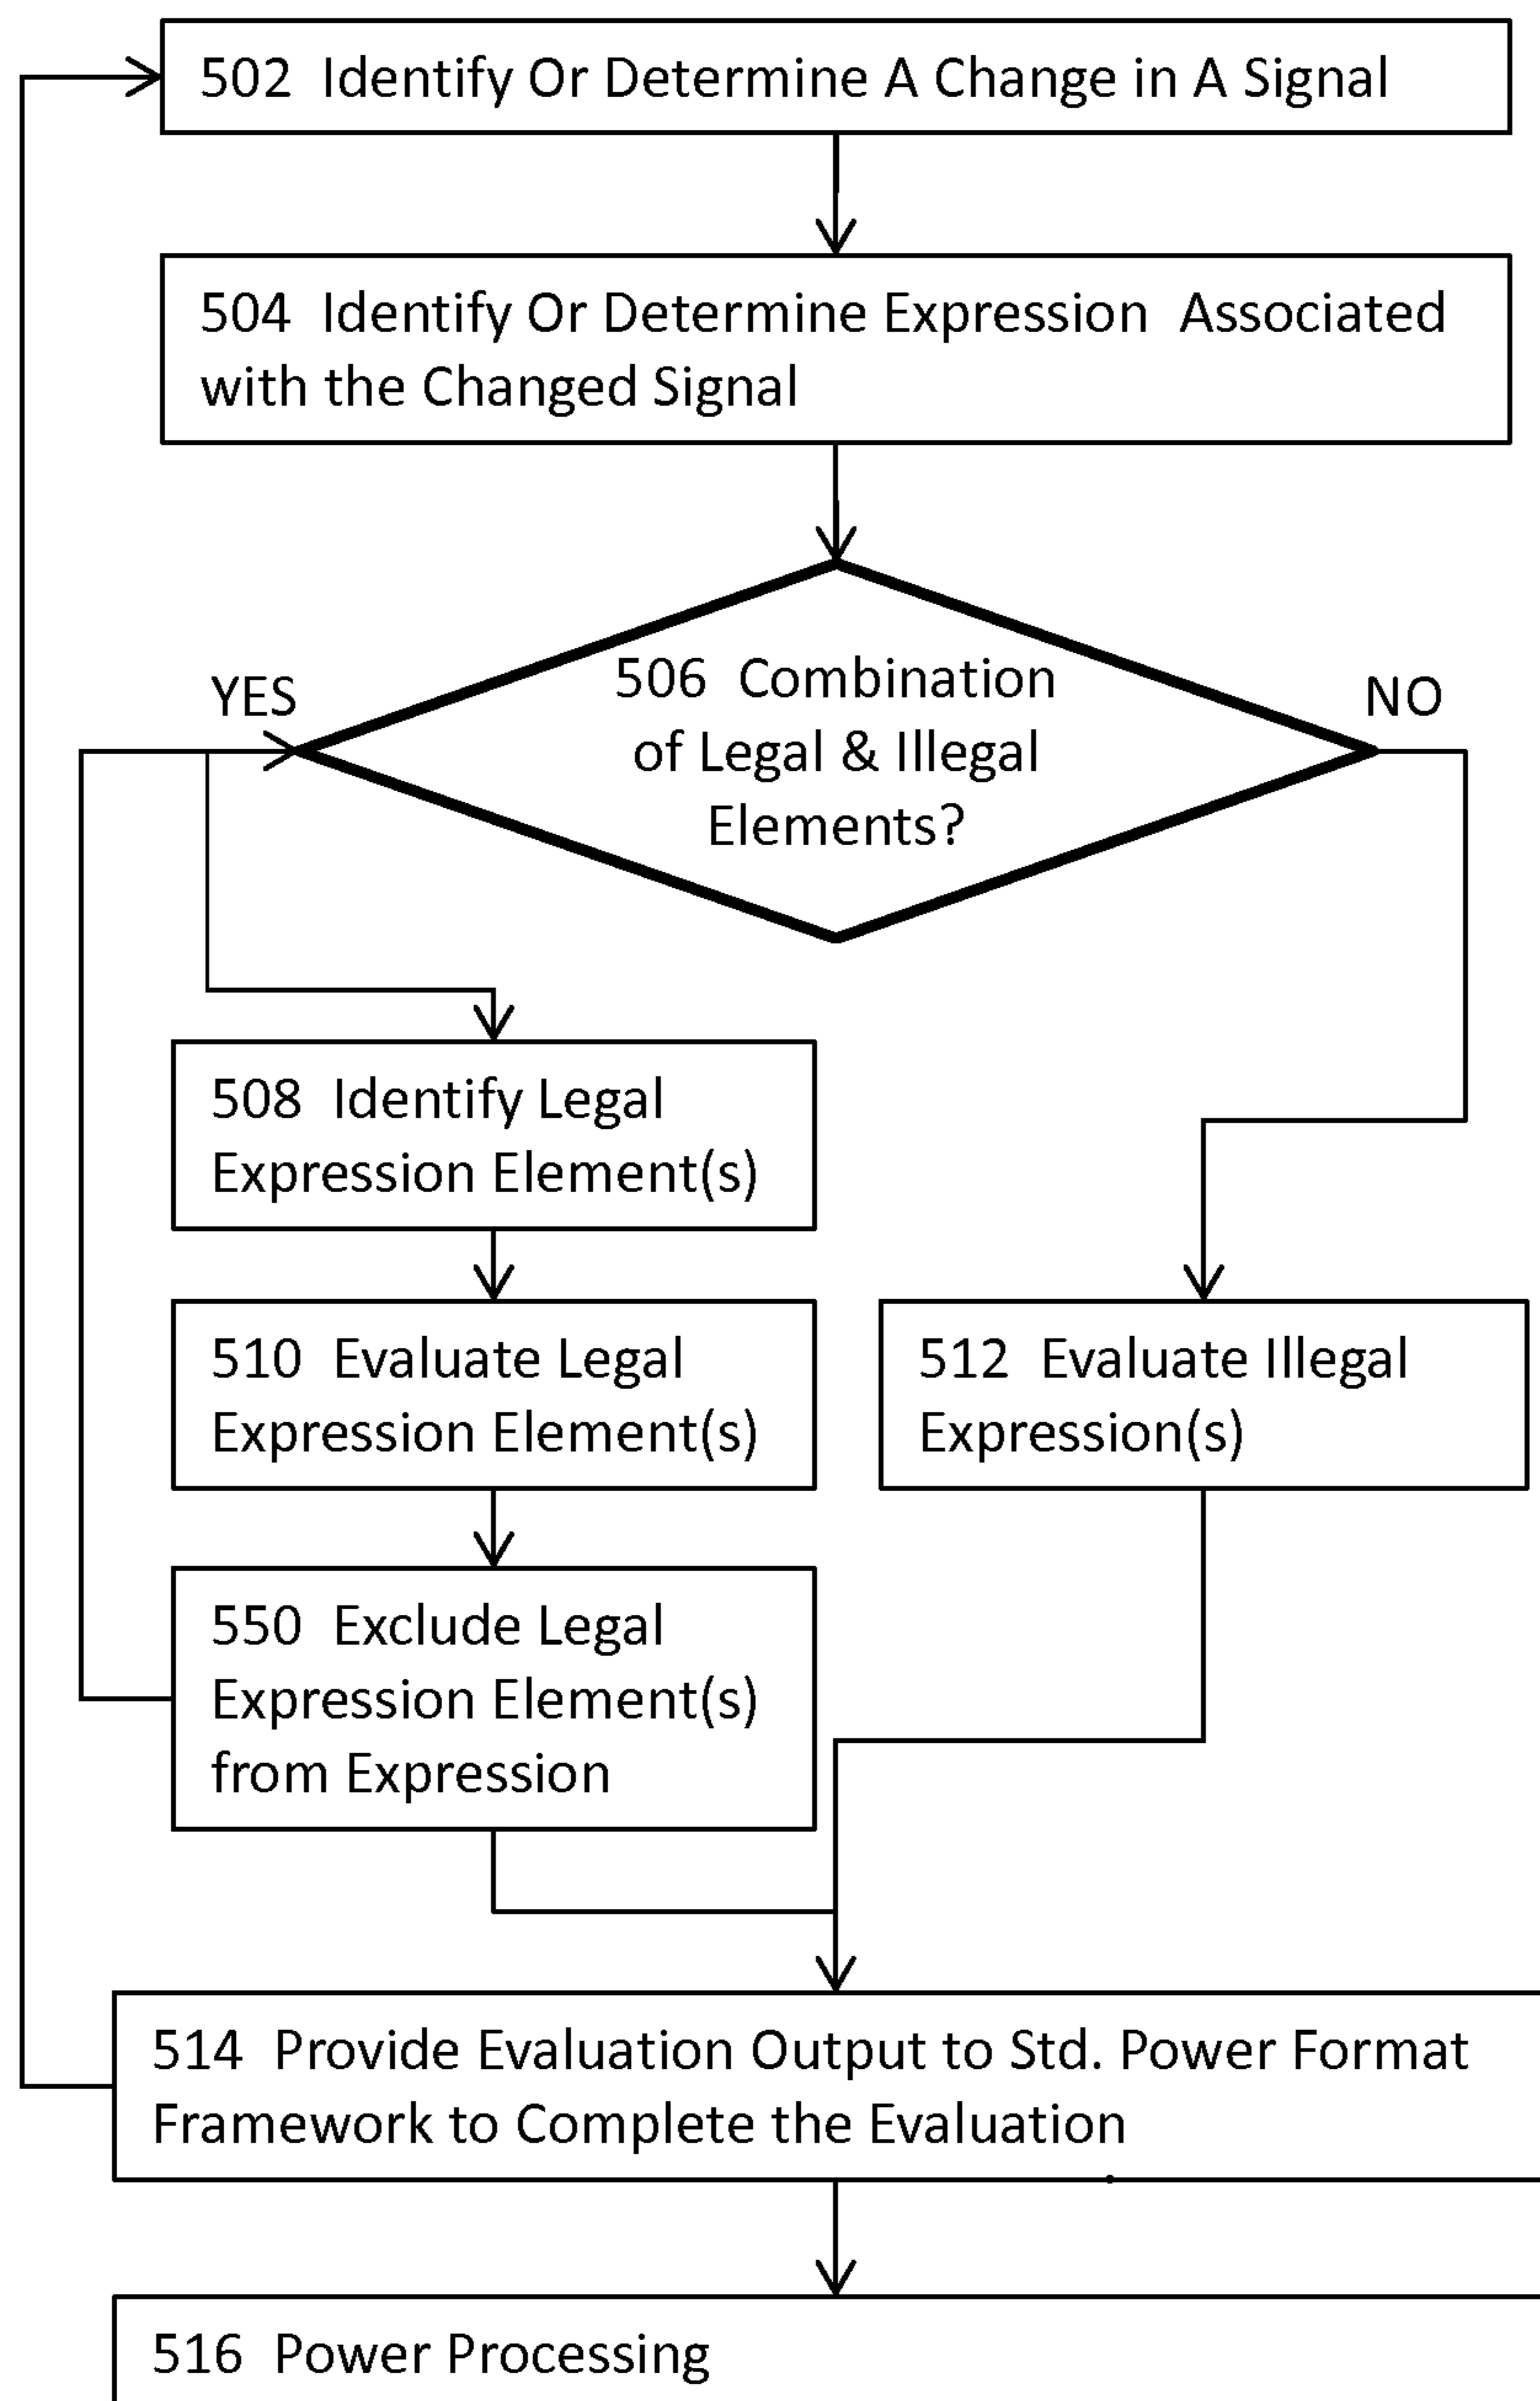 502 Identify Or Determine A Change in A Signal
504 Identify Or Determine Expression Associated
with the Changed Signal
506 Combination
of Legal & Illegal
Elements?
YES
NO
508 Identify Legal
Expression Element(s)
510 Evaluate Legal
Expression Element(s)
512 Evaluate Illegal
Expression(s)
550 Exclude Legal
Expression Element(s)
from Expression
514 Provide Evaluation Output to Std. Power Format
Framework to Complete the Evaluation
516 Power Processing